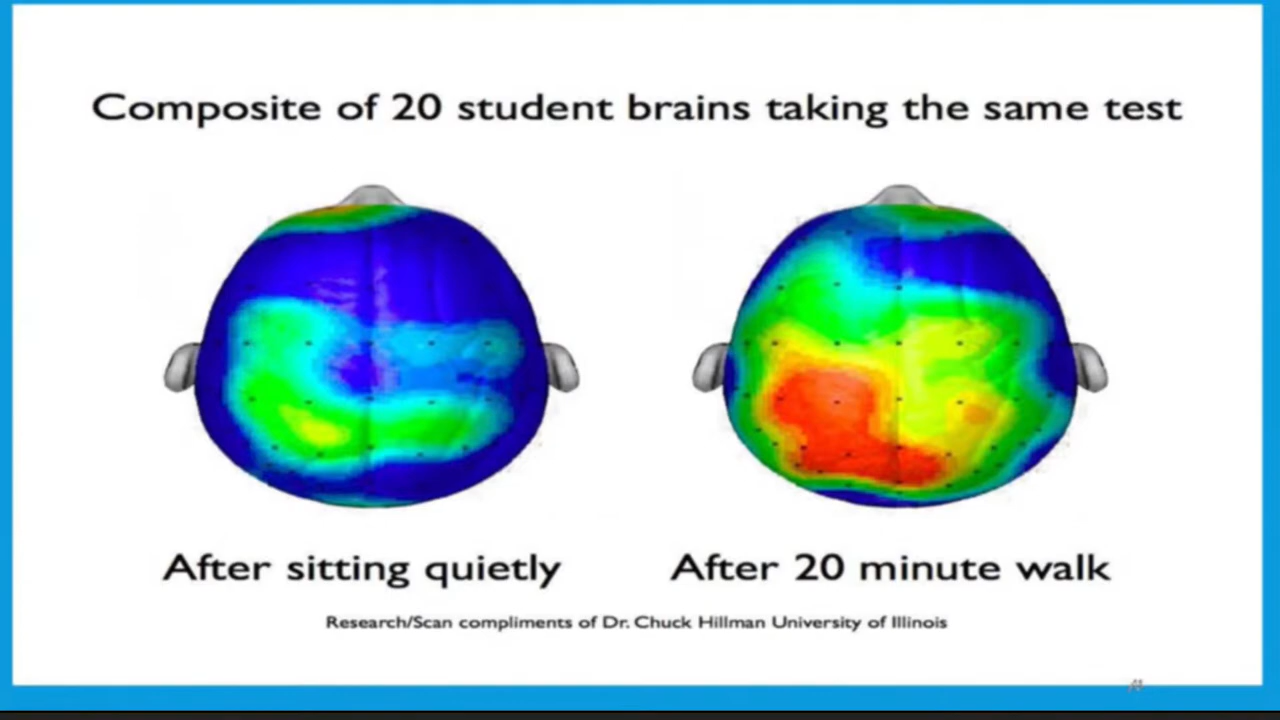 Composite of 20 student brains taking the same test
After sitting quietly
After 20 minute walk
Research/Scan compliments of Dr. Chuck Hillman University of Illinois